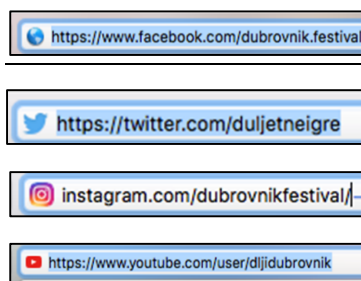 https://www.facebook.com/dubrovnik.festival
https://twitter.com/duljetneigre
instagram.com/dubrovnikfestival/
https://www.youtube.com/user/dljidubrovnik